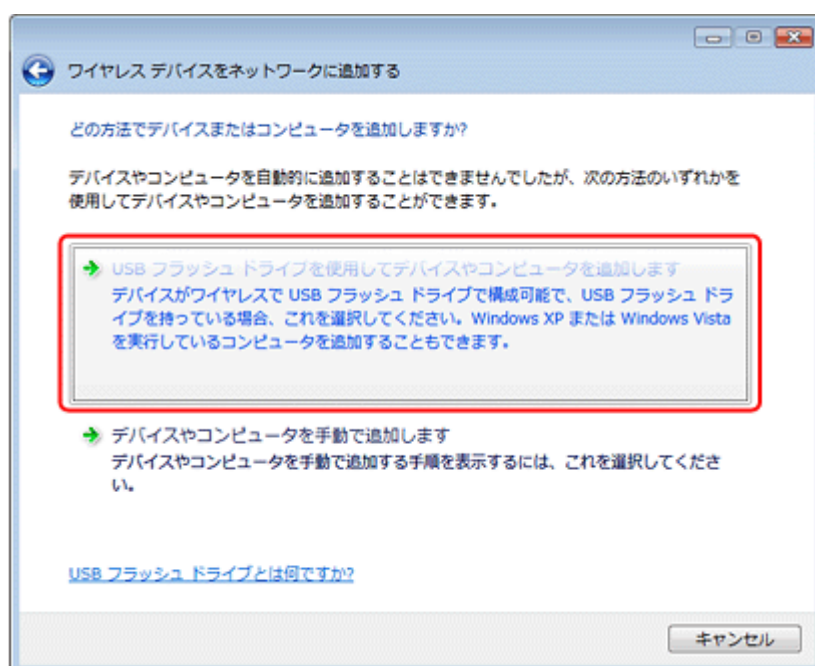 ワイヤレス デバイスをネットワークに追加する
どの方法でデバイスまたはコンピュータを追加しますか?
デバイスやコンピュータを自動的に追加することはできませんでしたが、次の方法のいずれかを
使用してデバイスやコンピュータを追加することができます。
USB フラッシュ ドライブを使用してデバイスやコンピュータを追加します
デバイスがワイヤレスで USB フラッシュ ドライブで構成可能で、USB フラッシュ ドラ
イブを持っている場合、これを選択してください。Windows XP または Windows Vista
を実行しているコンピュータを追加することもできます。
デバイスやコンピュータを手動で追加します
デバイスやコンピュータを手動で追加する手順を表示するには、これを選択してくださ
い。
USB フラッシュ ドライブとは何ですか?
キャンセル